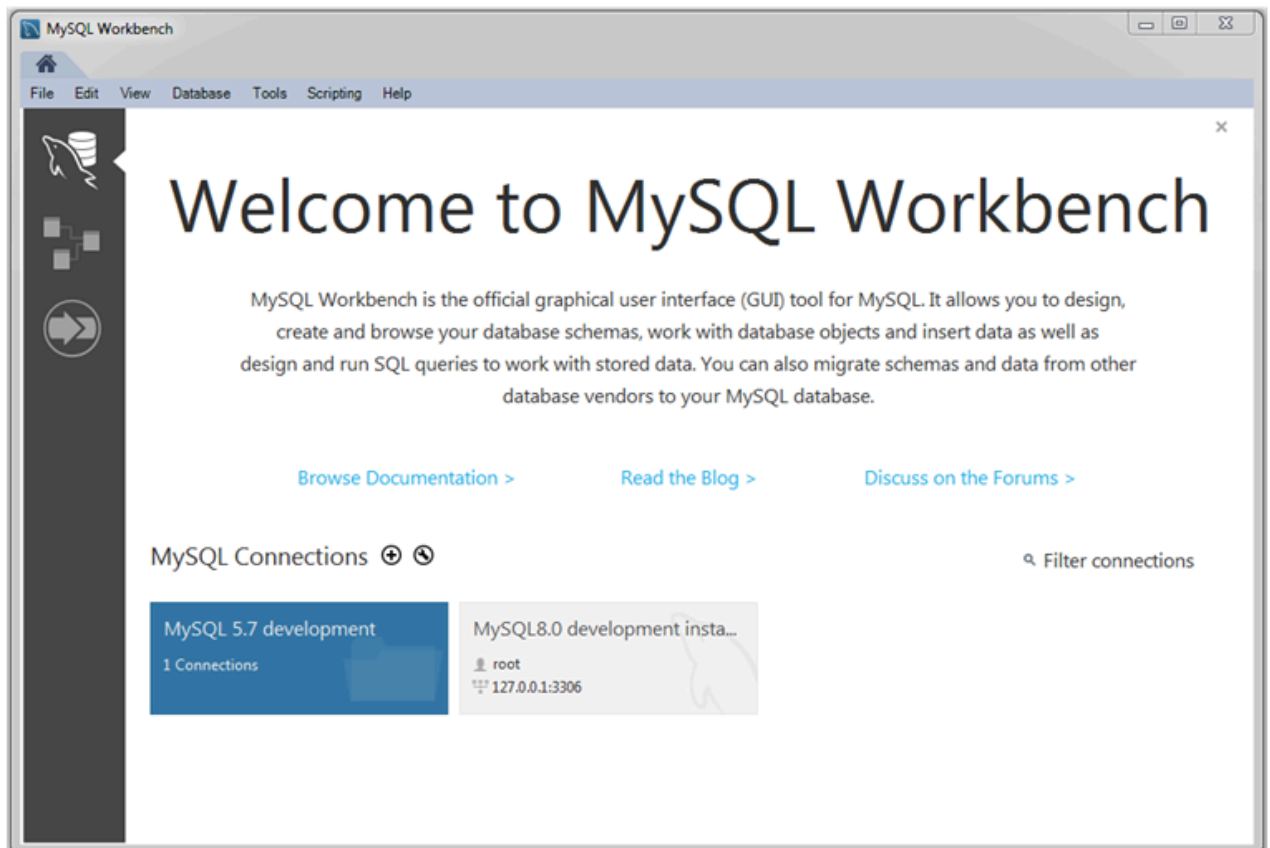 MySQL Workbench
File Edit View Database Tools Scripting Help
Welcome to MySQL Workbench
MySQL Workbench is the official graphical user interface (GUI) tool for MySQL. It allows you to design,
create and browse your database schemas, work with database objects and insert data as well as
design and run SQL queries to work with stored data. You can also migrate schemas and data from other
database vendors to your MySQL database.
Browse Documentation > Read the Blog > Discuss on the Forums >
MySQL Connections Filter connections
MySQL 5.7 development
1 Connections
MySQL8.0 development insta...
root
127.0.0.1:3306